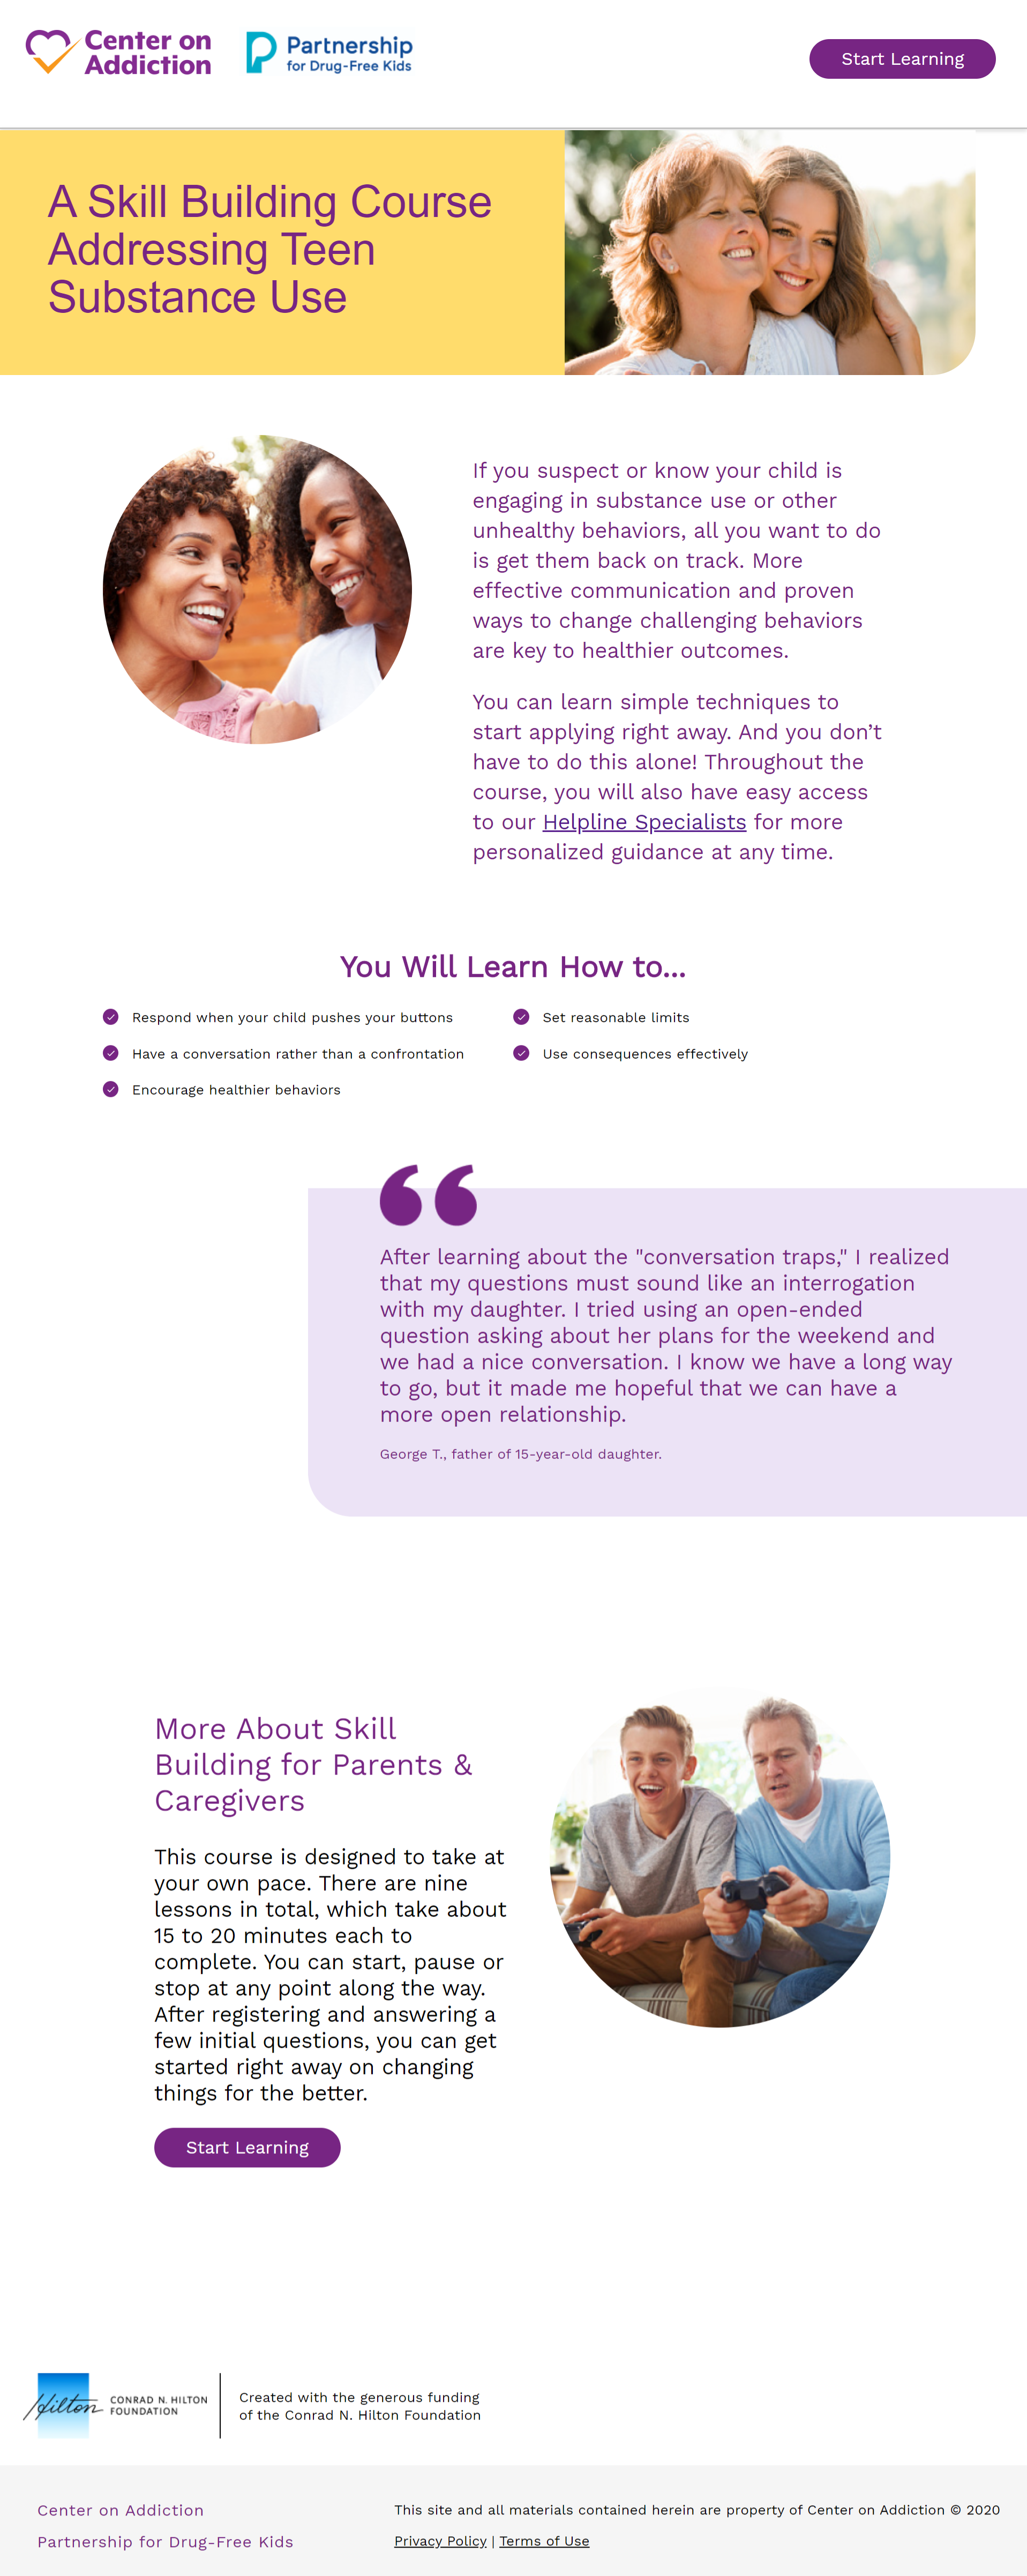 Center on
Addiction
Partnership
for Drug-Free Kids
Start Learning
A Skill Building Course
Addressing Teen
Substance Use
If you suspect or know your child is
engaging in substance use or other
unhealthy behaviors, all you want to do
is get them back on track. More
effective communication and proven
ways to change challenging behaviors
are key to healthier outcomes.
You can learn simple techniques to
start applying right away. And you don’t
have to do this alone! Throughout the
course, you will also have easy access
to our Helpline Specialists for more
personalized guidance at any time.
You Will Learn How to...
Respond when your child pushes your buttons
Have a conversation rather than a confrontation
Encourage healthier behaviors
Set reasonable limits
Use consequences effectively
After learning about the "conversation traps," I realized
that my questions must sound like an interrogation
with my daughter. I tried using an open-ended
question asking about her plans for the weekend and
we had a nice conversation. I know we have a long way
to go, but it made me hopeful that we can have a
more open relationship.
George T., father of 15-year-old daughter.
More About Skill
Building for Parents &
Caregivers
This course is designed to take at
your own pace. There are nine
lessons in total, which take about
15 to 20 minutes each to
complete. You can start, pause or
stop at any point along the way.
After registering and answering a
few initial questions, you can get
started right away on changing
things for the better.
Start Learning
Hilton
CONRAD N. HILTON
FOUNDATION
Created with the generous funding
of the Conrad N. Hilton Foundation
Center on Addiction
Partnership for Drug-Free Kids
This site and all materials contained herein are property of Center on Addiction © 2020
Privacy Policy | Terms of Use